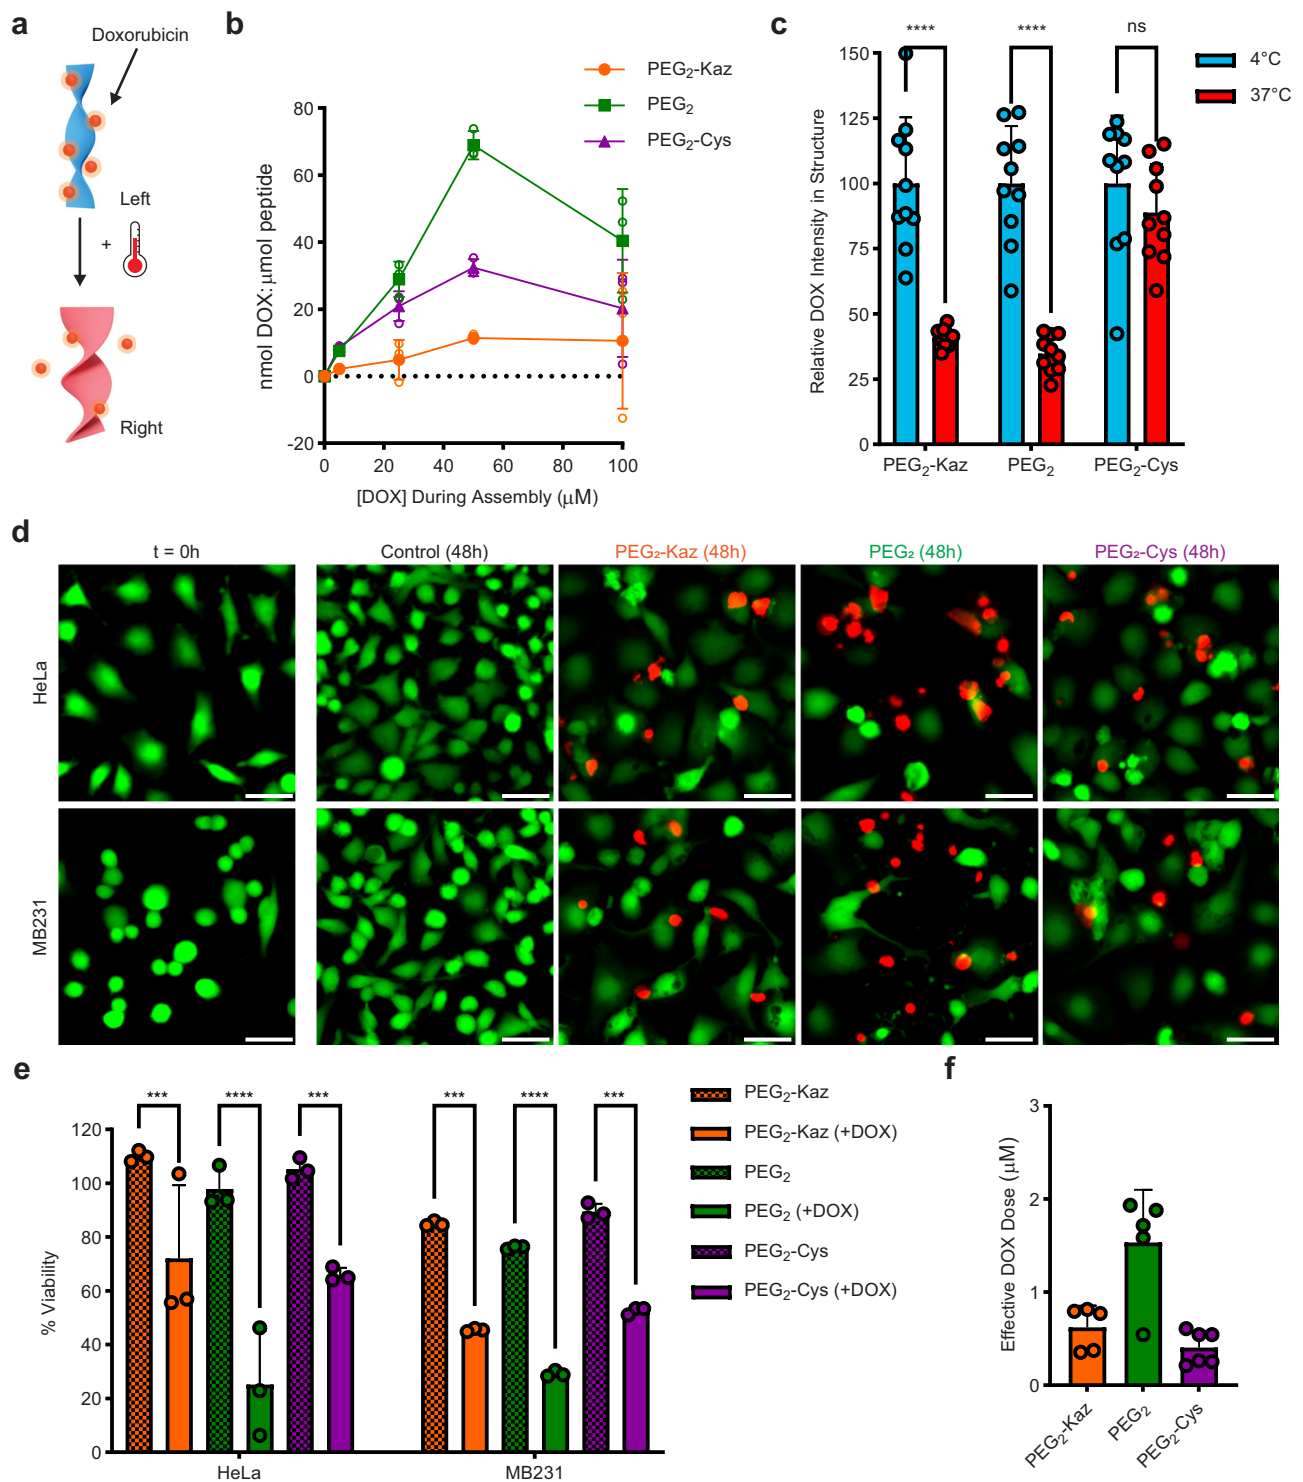 a
Doxorubicin
Left
+
Right
b
PEG₂-Kaz
PEG₂
PEG₂-Cys
80
60
40
20
0
-20
nmol DOX:μmol peptide
0 20 40 60 80 100
[DOX] During Assembly (μM)
c
**** **** ns
4°C
37°C
150
125
100
75
50
25
0
Relative DOX Intensity in Structure
PEG₂-Kaz PEG₂ PEG₂-Cys
d
t = 0h Control (48h) PEG₂-Kaz (48h) PEG₂ (48h) PEG₂-Cys (48h)
HeLa
MB231
e
*** **** *** *** **** ***
120
100
80
60
40
20
0
% Viability
HeLa MB231
PEG₂-Kaz
PEG₂-Kaz (+DOX)
PEG₂
PEG₂ (+DOX)
PEG₂-Cys
PEG₂-Cys (+DOX)
f
3
2
1
0
Effective DOX Dose (μM)
PEG₂-Kaz PEG₂ PEG₂-Cys